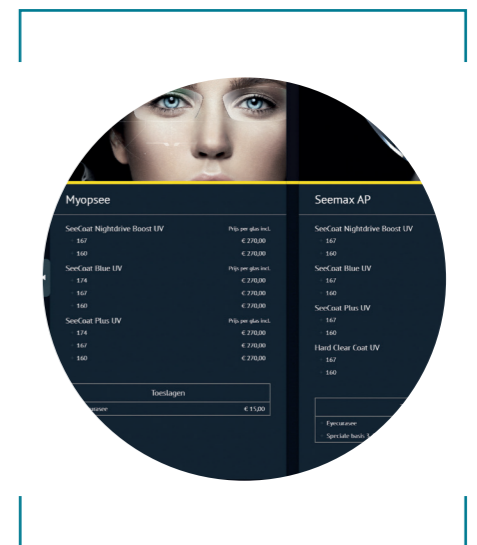 Myopsee
SeeCoat Nightdrive Boost UV Prijs per glas incl.
167 € 270,00
160 € 270,00
SeeCoat Blue UV Prijs per glas incl.
174 € 270,00
167 € 270,00
160 € 270,00
SeeCoat Plus UV Prijs per glas incl.
174 € 270,00
167 € 270,00
160 € 270,00
Toeslagen
€ 15,00
Seemax AP
SeeCoat Nightdrive Boost UV
167
160
SeeCoat Blue UV
167
160
SeeCoat Plus UV
167
160
Hard Clear Coat UV
167
160
Eyecutasee
Speciale basis